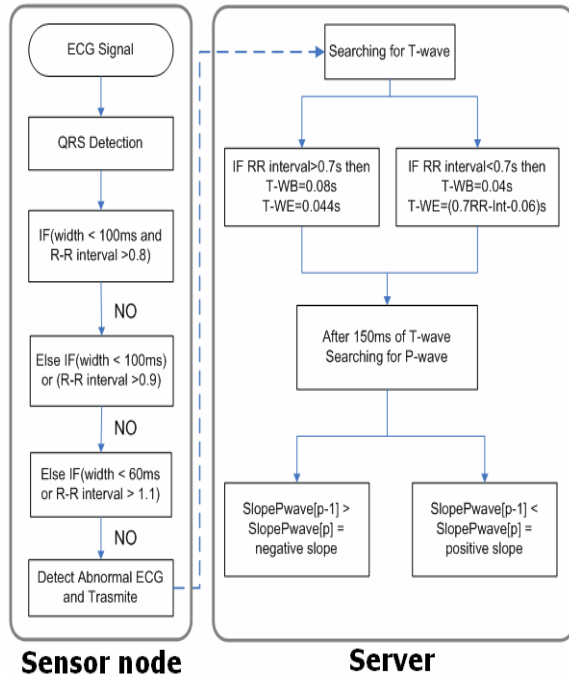 ECG Signal
QRS Detection
IF(width < 100ms and
R-R interval >0.8)
NO
Else IF(width < 100ms)
or (R-R interval >0.9)
NO
Else IF(width < 60ms
or R-R interval > 1.1)
NO
Detect Abnormal ECG
and Trasmite
Sensor node
Searching for T-wave
IF RR interval>0.7s then
T-WB=0.08s
T-WE=0.044s
IF RR interval<0.7s then
T-WB=0.04s
T-WE=(0.7RR-Int-0.06)s
After 150ms of T-wave
Searching for P-wave
SlopePwave[p-1] >
SlopePwave[p] =
negative slope
SlopePwave[p-1] <
SlopePwave[p] =
positive slope
Server